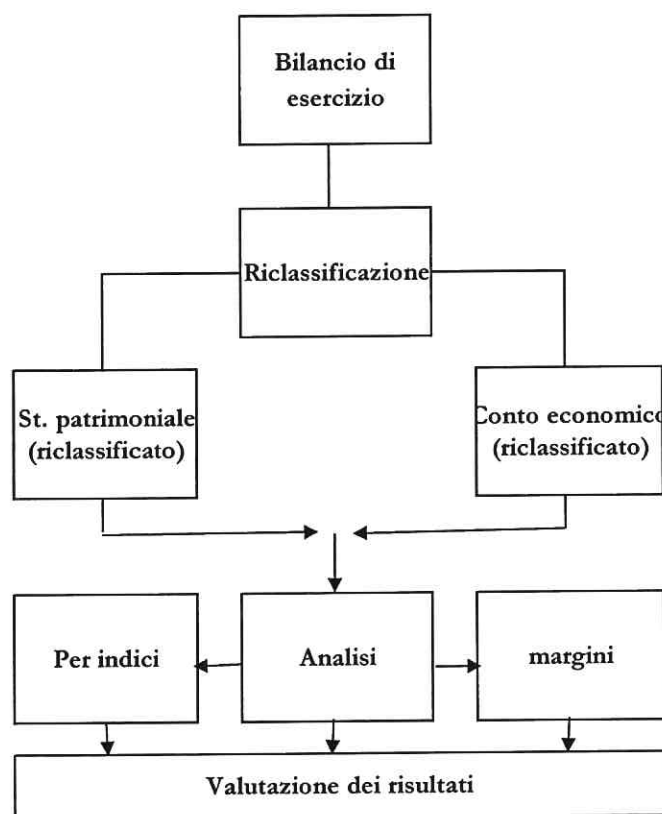 Bilancio di
esercizio
Riclassificazione
St. patrimoniale
(riclassificato)
Conto economico
(riclassificato)
Per indici
Analisi
margini
Valutazione dei risultati